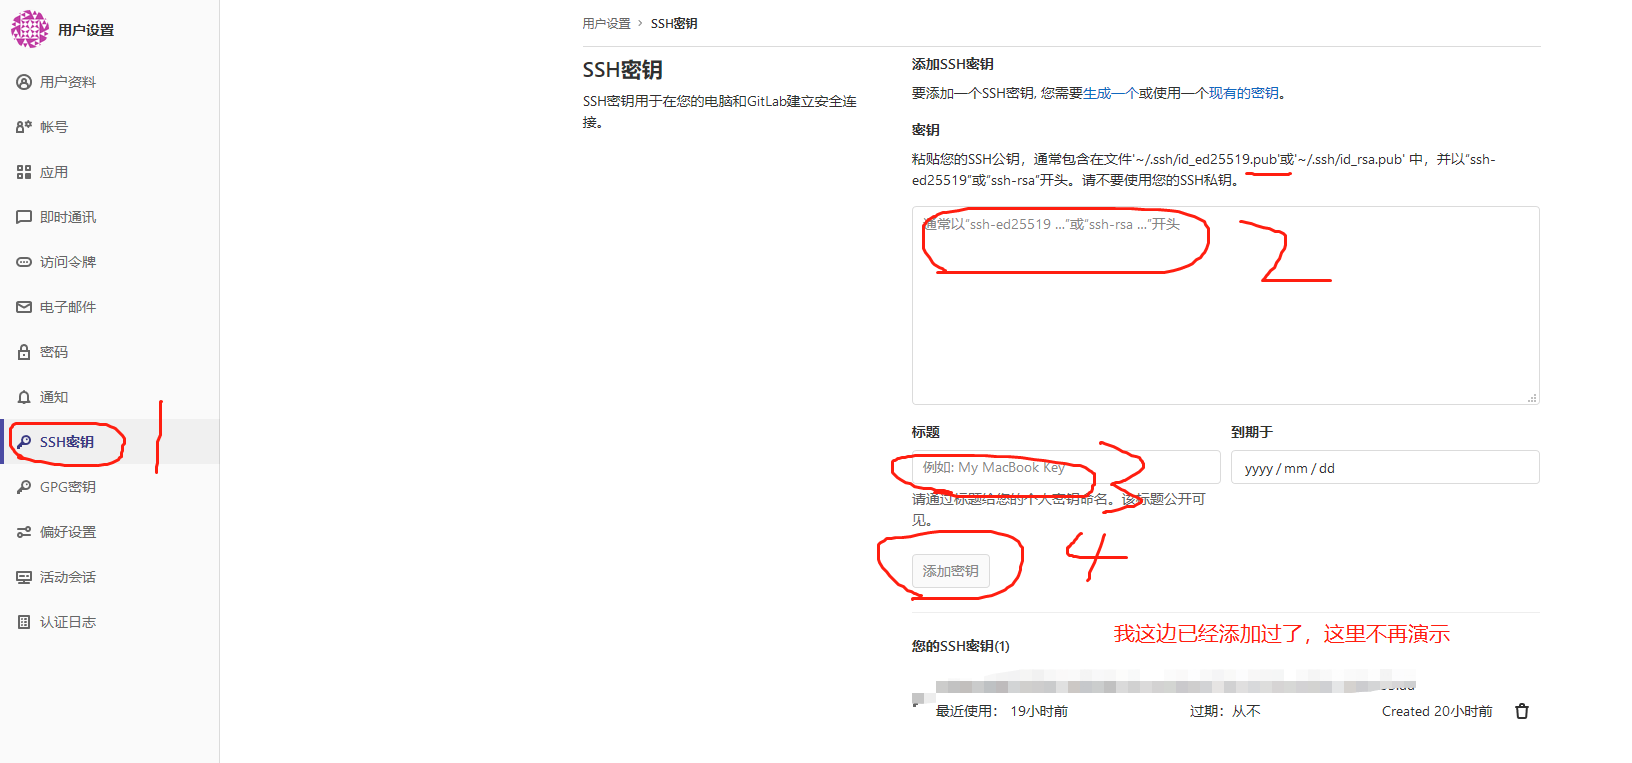 用户设置
用户资料
帐号
应用
即时通讯
访问令牌
电子邮件
密码
通知
SSH密钥
GPG密钥
偏好设置
活动会话
认证日志
1
用户设置 › SSH密钥
SSH密钥
SSH密钥用于在您的电脑和GitLab建立安全连
接。
添加SSH密钥
要添加一个SSH密钥, 您需要生成一个或使用一个现有的密钥。
密钥
粘贴您的SSH公钥，通常包含在文件'~/.ssh/id_ed25519.pub'或'~/.ssh/id_rsa.pub' 中，并以“ssh-
ed25519”或“ssh-rsa”开头。请不要使用您的SSH私钥。
通常以“ssh-ed25519 ...”或“ssh-rsa ...”开头
2
标题
到期于
例如: My MacBook Key
3
yyyy / mm / dd
请通过标题给您的个人密钥命名。该标题公开可
见。
添加密钥
4
我这边已经添加过了，这里不再演示
您的SSH密钥(1)
最近使用： 19小时前
过期：从不
Created 20小时前